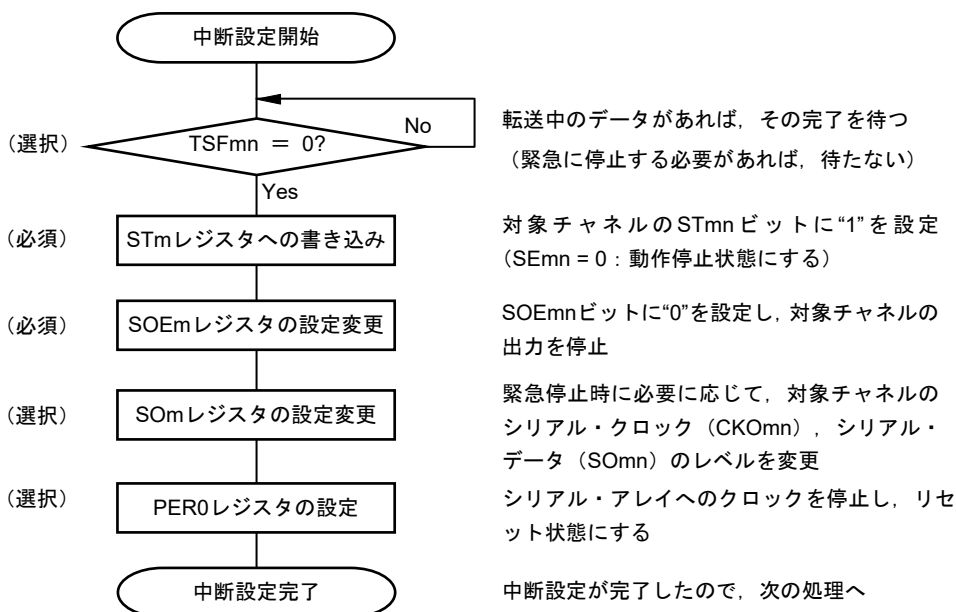 中断設定開始
(選択)
TSFmn ＝ 0?
No
転送中のデータがあれば，その完了を待つ
（緊急に停止する必要があれば，待たない）
Yes
(必須)
STmレジスタへの書き込み
対象チャネルのSTmnビットに“1”を設定
（SEmn = 0：動作停止状態にする）
(必須)
SOEmレジスタの設定変更
SOEmnビットに“0”を設定し，対象チャネルの
出力を停止
(選択)
SOmレジスタの設定変更
緊急停止時に必要に応じて，対象チャネルの
シリアル・クロック（CKOmn），シリアル・
データ（SOmn）のレベルを変更
(選択)
PER0レジスタの設定
シリアル・アレイへのクロックを停止し，リセ
ット状態にする
中断設定完了
中断設定が完了したので，次の処理へ